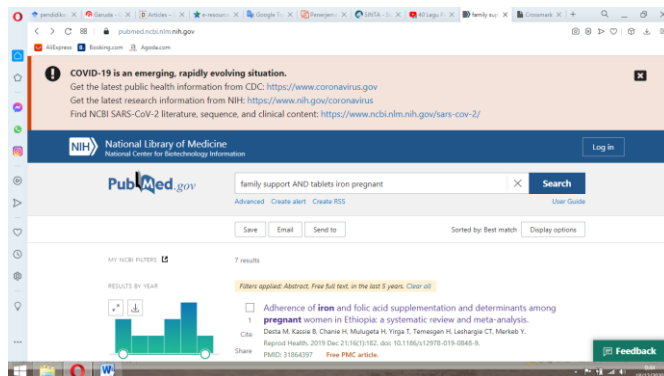 pendidika
Garuda -
Articles -
e-resourc
Google Tr
Penerjema
SINTA - S
40 Lagu
family sup
Crossmark
pubmed.ncbi.nlm.nih.gov
AliExpress Booking.com Agoda.com
COVID-19 is an emerging, rapidly evolving situation.
Get the latest public health information from CDC: https://www.coronavirus.gov
Get the latest research information from NIH: https://www.nih.gov/coronavirus
Find NCBI SARS-CoV-2 literature, sequence, and clinical content: https://www.ncbi.nlm.nih.gov/sars-cov-2/
NIH National Library of Medicine
National Center for Biotechnology Information
Log in
PubMed.gov
family support AND tablets iron pregnant
Search
Advanced Create alert Create RSS
User Guide
Save Email Send to
Sorted by: Best match Display options
MY NCBI FILTERS
7 results
RESULTS BY YEAR
Filters applied: Abstract, Free full text, in the last 5 years. Clear all
Adherence of iron and folic acid supplementation and determinants among
1 pregnant women in Ethiopia: a systematic review and meta-analysis.
Cite Desta M, Kassie B, Chanie H, Mulugeta H, Yirga T, Temesgen H, Leshargie CT, Merkeb Y.
Reprod Health. 2019 Dec 21;16(1):182. doi: 10.1186/s12978-019-0848-9.
Share PMID: 31864397 Free PMC article.
Feedback